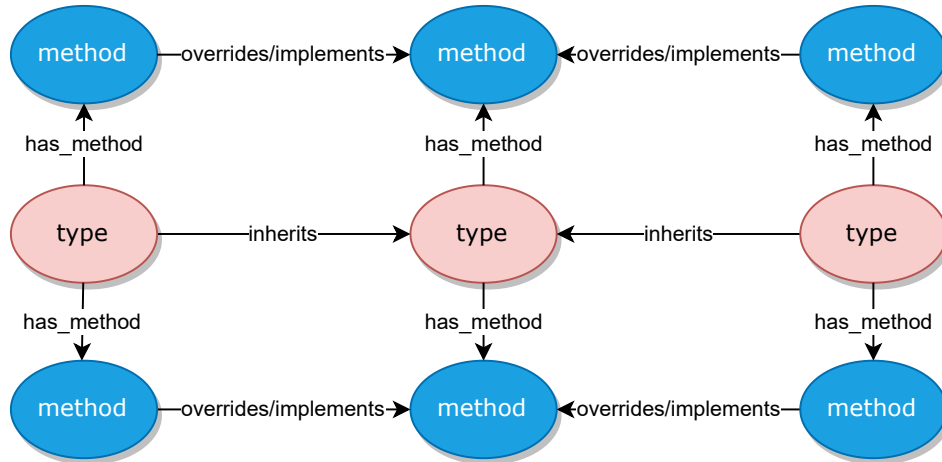 method overrides/implements method overrides/implements method
has_method has_method has_method
type inherits type inherits type
has_method has_method has_method
method overrides/implements method overrides/implements method